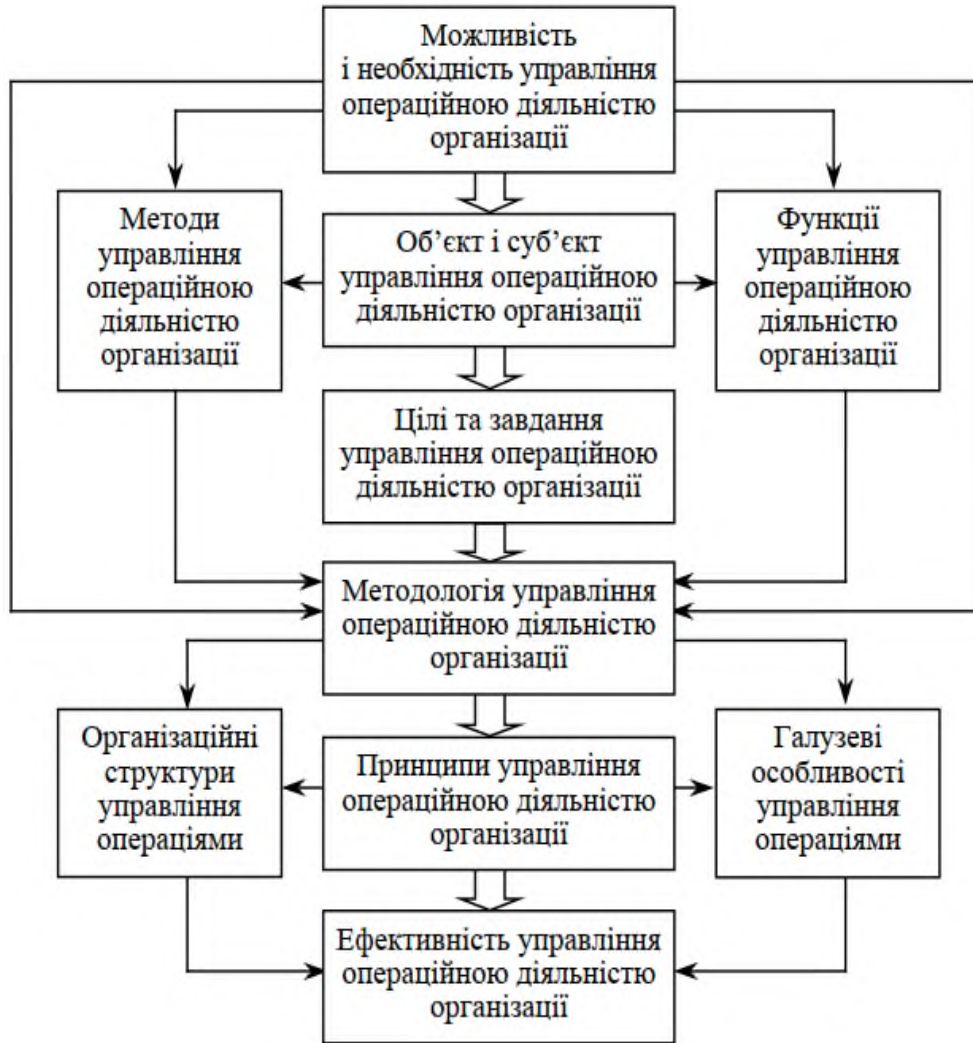 Можливість
і необхідність управління
операційною діяльністю
організації
Методи
управління
операційною
діяльністю
організації
Об’єкт і суб’єкт
управління операційною
діяльністю організації
Функції
управління
операційною
діяльністю
організації
Цілі та завдання
управління операційною
діяльністю організації
Методологія управління
операційною діяльністю
організації
Організаційні
структури
управління
операціями
Принципи управління
операційною діяльністю
організації
Галузеві
особливості
управління
операціями
Ефективність управління
операційною діяльністю
організації